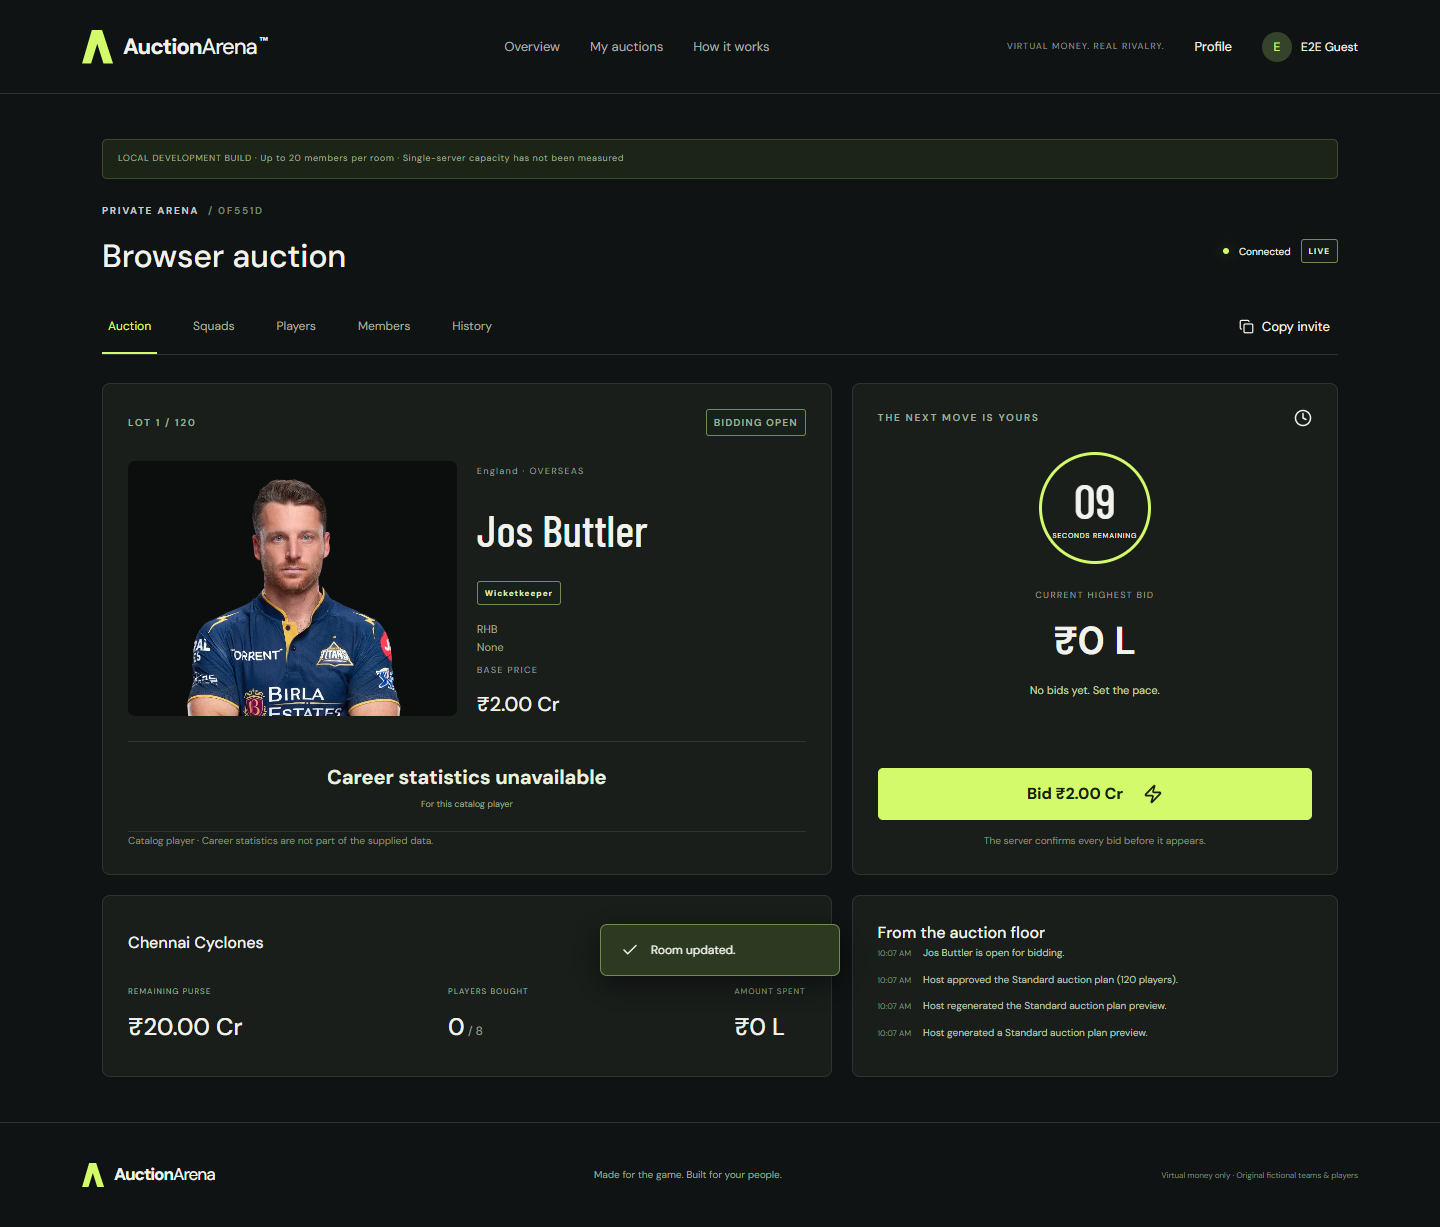 AuctionArena™
Overview
My auctions
How it works
VIRTUAL MONEY. REAL RIVALRY.
Profile
E
E2E Guest
LOCAL DEVELOPMENT BUILD · Up to 20 members per room · Single-server capacity has not been measured
PRIVATE ARENA / 0F551D
Browser auction
Connected
LIVE
Auction
Squads
Players
Members
History
Copy invite
LOT 1 / 120
BIDDING OPEN
England · OVERSEAS
Jos Buttler
Wicketkeeper
RHB
None
BASE PRICE
₹2.00 Cr
TORRENT
TITANS
BIRLA
ESTATES
Career statistics unavailable
For this catalog player
Catalog player · Career statistics are not part of the supplied data.
THE NEXT MOVE IS YOURS
09
SECONDS REMAINING
CURRENT HIGHEST BID
₹0 L
No bids yet. Set the pace.
Bid ₹2.00 Cr
The server confirms every bid before it appears.
Chennai Cyclones
Room updated.
REMAINING PURSE
₹20.00 Cr
PLAYERS BOUGHT
0 / 8
AMOUNT SPENT
₹0 L
From the auction floor
10:07 AM Jos Buttler is open for bidding.
10:07 AM Host approved the Standard auction plan (120 players).
10:07 AM Host regenerated the Standard auction plan preview.
10:07 AM Host generated a Standard auction plan preview.
AuctionArena
Made for the game. Built for your people.
Virtual money only · Original fictional teams & players